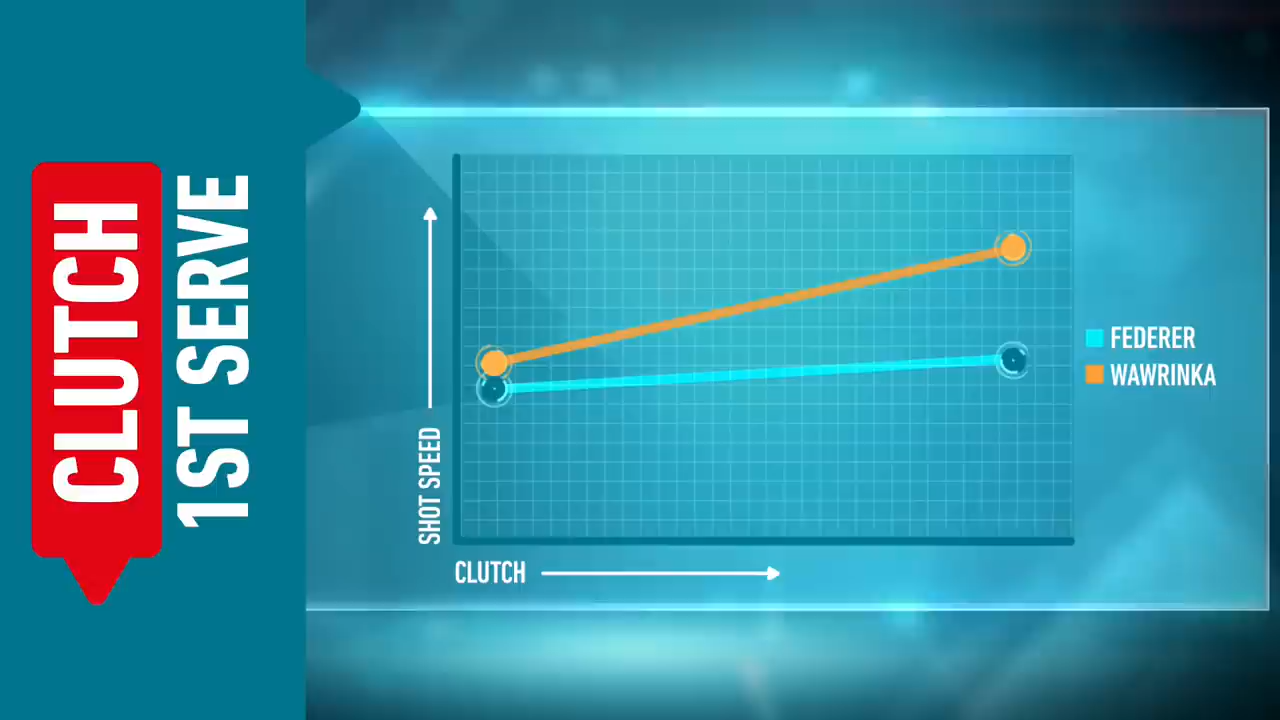 CLUTCH
1ST SERVE
SHOT SPEED
CLUTCH
FEDERER
WAWRINKA